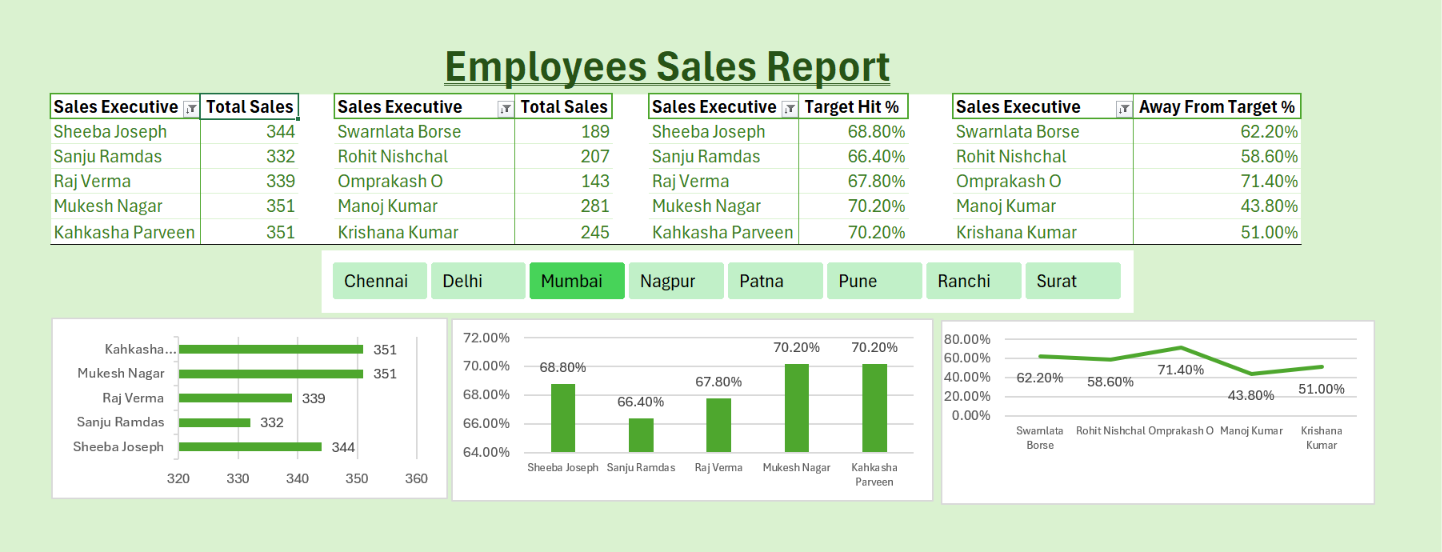 Employees Sales Report
Sales Executive Total Sales Sales Executive Total Sales Sales Executive Target Hit % Sales Executive Away From Target %
Sheeba Joseph 344 Swarnlata Borse 189 Sheeba Joseph 68.80% Swarnlata Borse 62.20%
Sanju Ramdas 332 Rohit Nishchal 207 Sanju Ramdas 66.40% Rohit Nishchal 58.60%
Raj Verma 339 Omprakash O 143 Raj Verma 67.80% Omprakash O 71.40%
Mukesh Nagar 351 Manoj Kumar 281 Mukesh Nagar 70.20% Manoj Kumar 43.80%
Kahkasha Parveen 351 Krishana Kumar 245 Kahkasha Parveen 70.20% Krishana Kumar 51.00%
Chennai Delhi Mumbai Nagpur Patna Pune Ranchi Surat
Kahkasha... 351
Mukesh Nagar 351
Raj Verma 339
Sanju Ramdas 332
Sheeba Joseph 344
320 330 340 350 360
72.00%
70.00%
68.00%
66.00%
64.00%
68.80% 66.40% 67.80% 70.20% 70.20%
Sheeba Joseph Sanju Ramdas Raj Verma Mukesh Nagar Kahkasha
Parveen
80.00%
60.00%
40.00%
20.00%
0.00%
62.20% 58.60% 71.40% 43.80% 51.00%
Swarnlata Rohit Nishchal Omprakash O Manoj Kumar Krishana
Borse Kumar